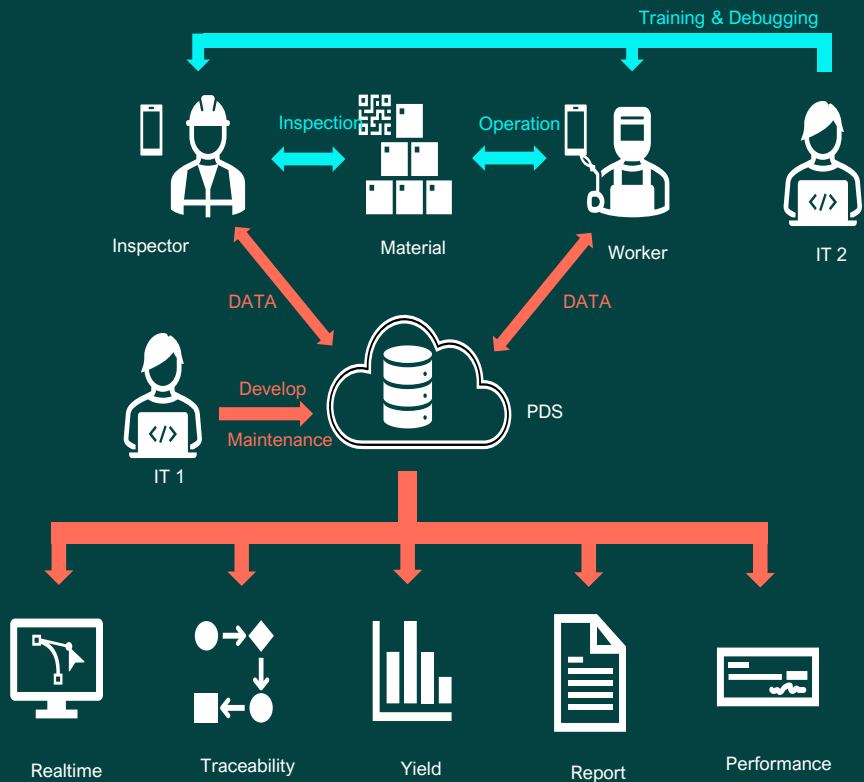 Training & Debugging
Inspection
Operation
Inspector
Material
Worker
</>
IT 2
DATA
DATA
Develop
Maintenance
PDS
</>
IT 1
Realtime
Traceability
Yield
Report
Performance